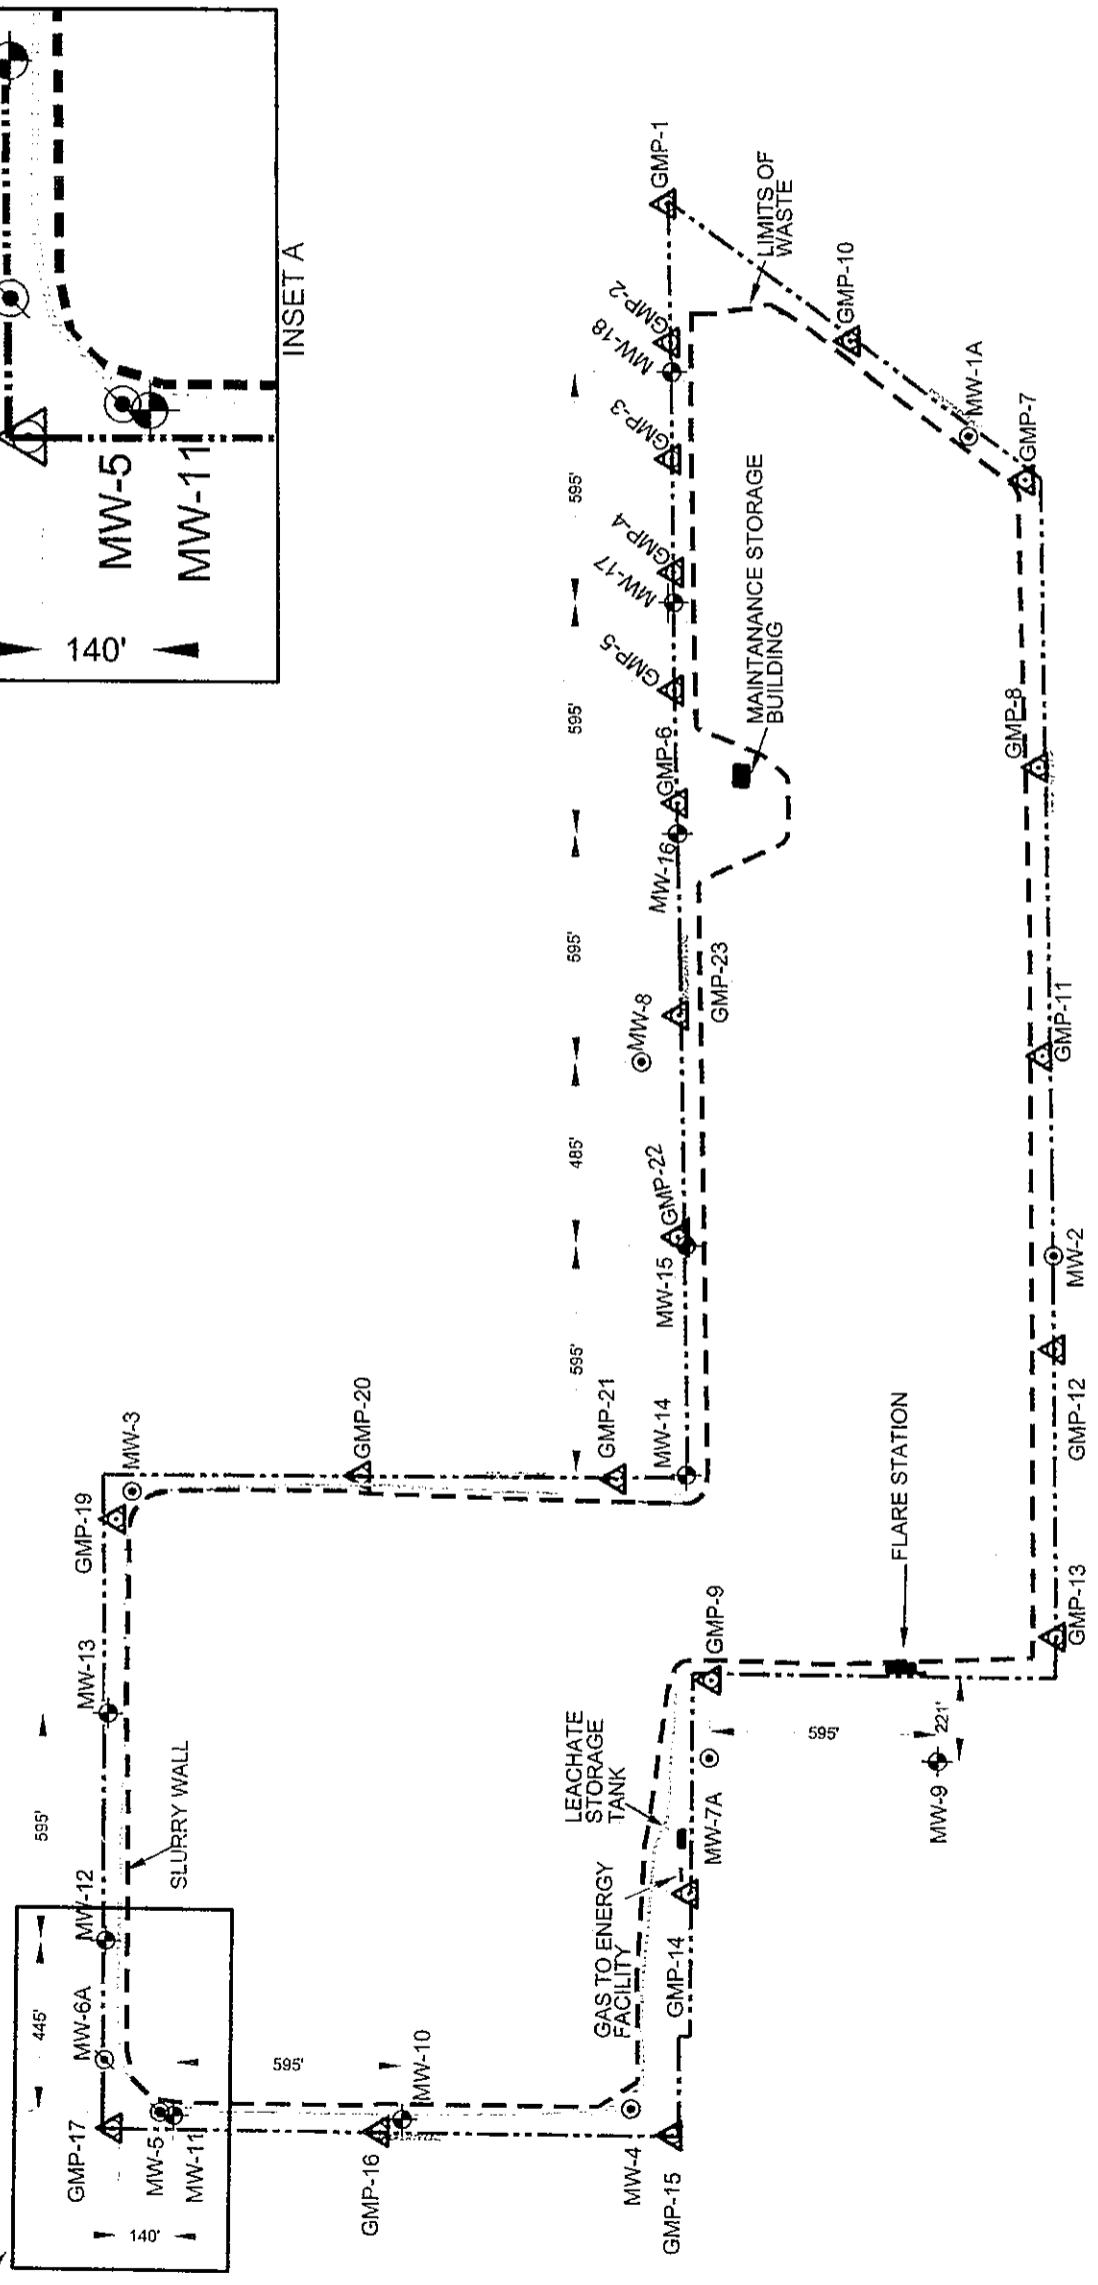 MW-5
MW-11
140'
INSET A
GMP-1
LIMITS OF
WASTE
GMP-2
MW-18
GMP-10
GMP-3
MW-1A
595'
GMP-7
GMP-4
MW-17
MAINTANANCE STORAGE
BUILDING
GMP-5
595'
GMP-6
GMP-8
MW-16
595'
GMP-23
MW-8
GMP-11
485'
GMP-22
MW-15
MW-2
595'
GMP-12
MW-14
GMP-21
GMP-20
MW-3
GMP-19
FLARE STATION
GMP-13
GMP-9
MW-13
595'
221'
MW-9
LEACHATE
STORAGE
TANK
MW-7A
SLURRY WALL
595'
MW-12
GAS TO ENERGY
FACILITY
GMP-14
445'
MW-6A
595'
MW-10
GMP-17
MW-5
MW-11
140'
GMP-16
MW-4
GMP-15